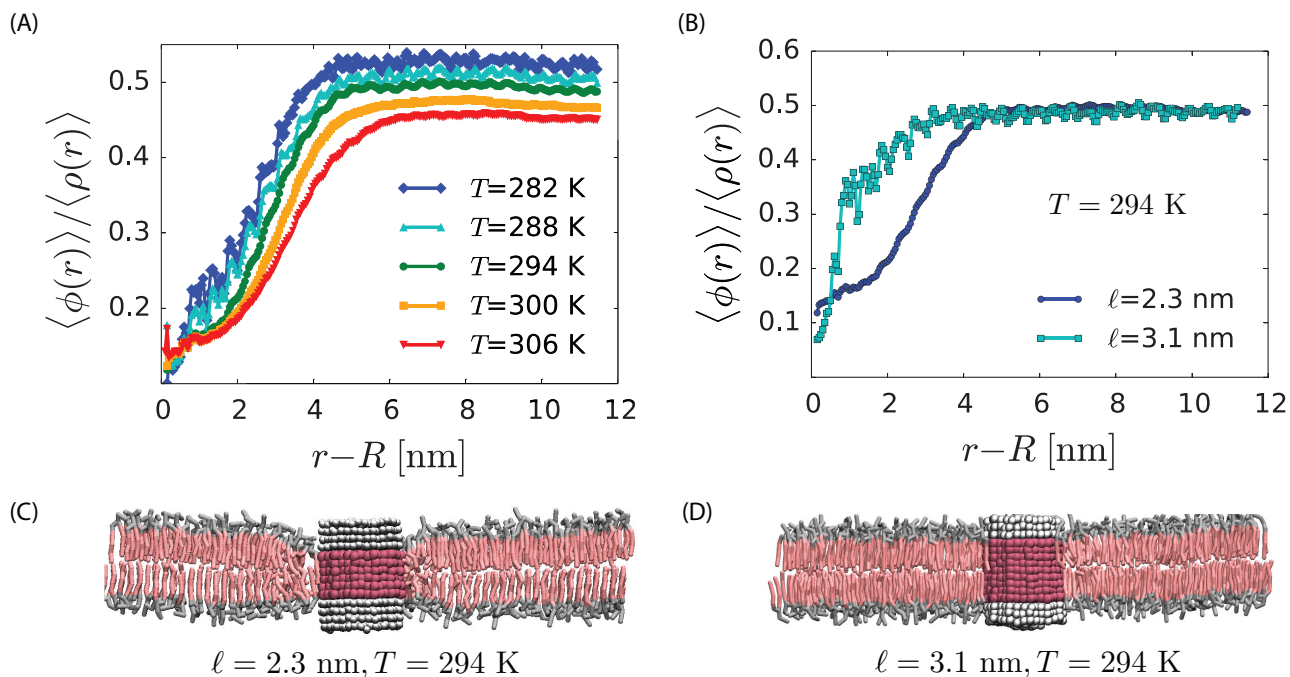 (A)
⟨ϕ(r)⟩/⟨ρ(r)⟩
0.5
0.4
0.3
0.2
T=282 K
T=288 K
T=294 K
T=300 K
T=306 K
0 2 4 6 8 10 12
r−R [nm]
(B)
⟨ϕ(r)⟩/⟨ρ(r)⟩
0.6
0.5
0.4
0.3
0.2
0.1
T = 294 K
ℓ=2.3 nm
ℓ=3.1 nm
0 2 4 6 8 10 12
r−R [nm]
(C)
ℓ = 2.3 nm, T = 294 K
(D)
ℓ = 3.1 nm, T = 294 K